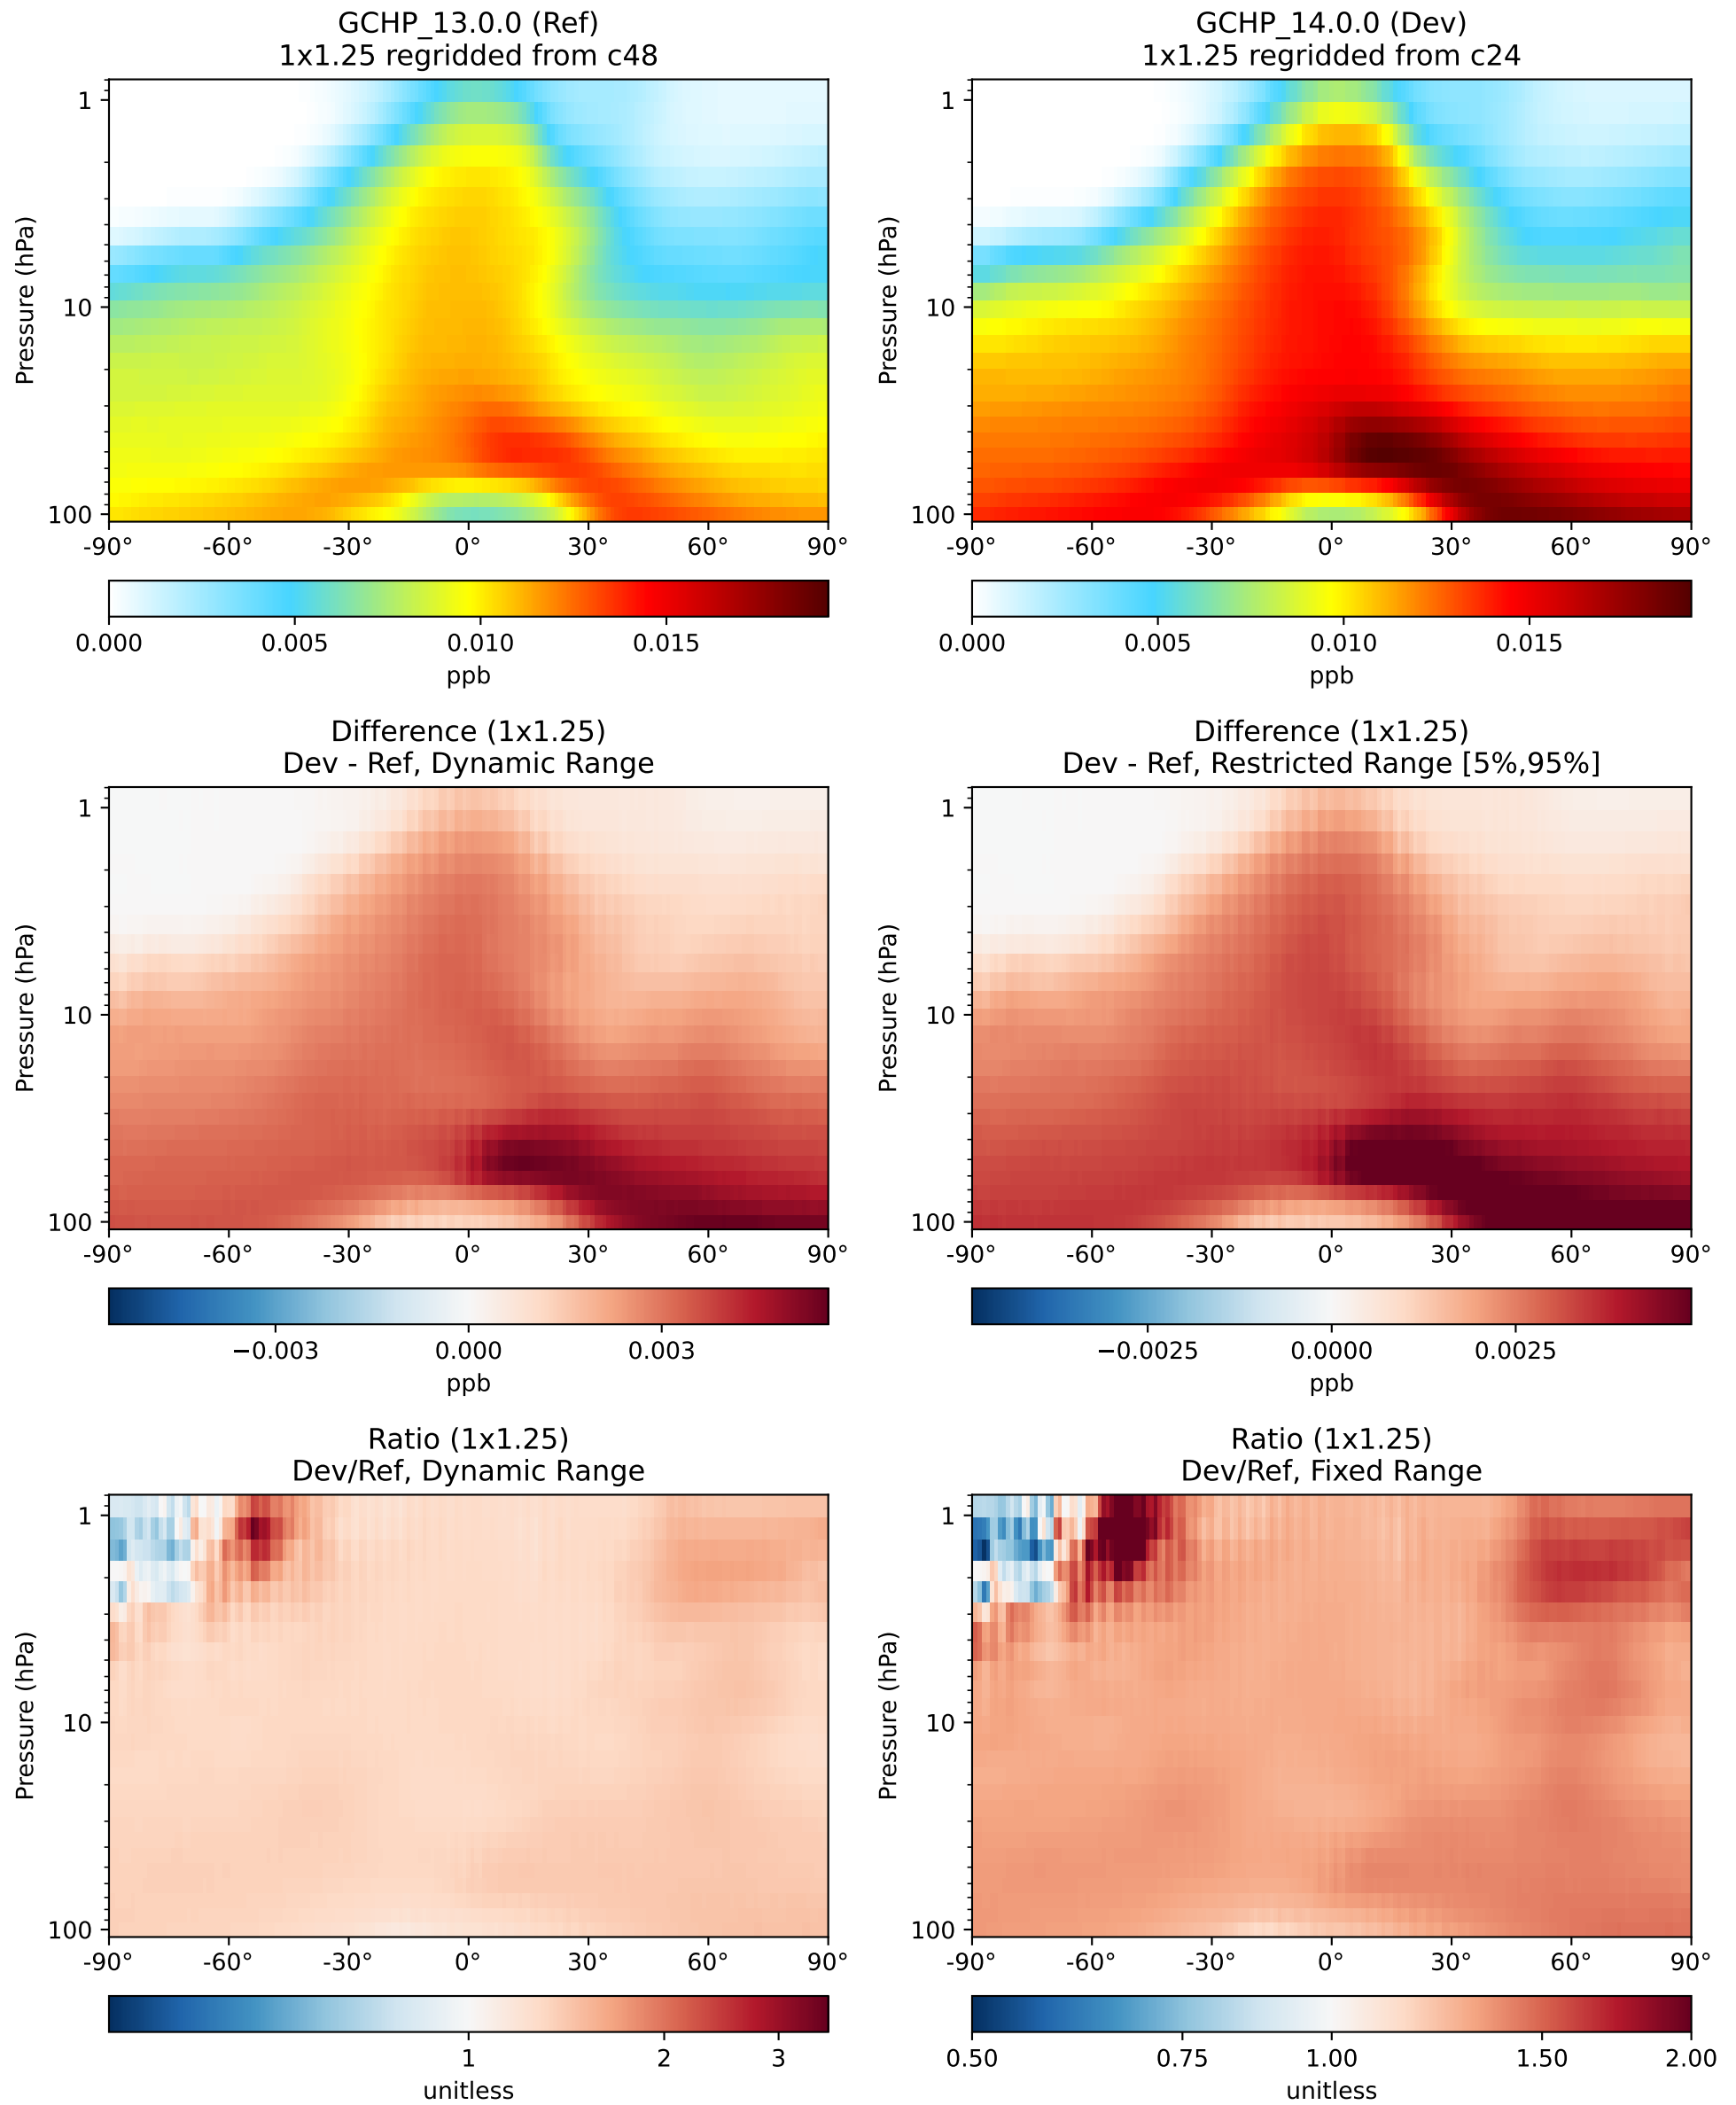 GCHP_13.0.0 (Ref)
1x1.25 regridded from c48
Pressure (hPa)
1
10
100
-90° -60° -30° 0° 30° 60° 90°
0.000 0.005 0.010 0.015
ppb
GCHP_14.0.0 (Dev)
1x1.25 regridded from c24
Pressure (hPa)
1
10
100
-90° -60° -30° 0° 30° 60° 90°
0.000 0.005 0.010 0.015
ppb
Difference (1x1.25)
Dev - Ref, Dynamic Range
Pressure (hPa)
1
10
100
-90° -60° -30° 0° 30° 60° 90°
−0.003 0.000 0.003
ppb
Difference (1x1.25)
Dev - Ref, Restricted Range [5%,95%]
Pressure (hPa)
1
10
100
-90° -60° -30° 0° 30° 60° 90°
−0.0025 0.0000 0.0025
ppb
Ratio (1x1.25)
Dev/Ref, Dynamic Range
Pressure (hPa)
1
10
100
-90° -60° -30° 0° 30° 60° 90°
1 2 3
unitless
Ratio (1x1.25)
Dev/Ref, Fixed Range
Pressure (hPa)
1
10
100
-90° -60° -30° 0° 30° 60° 90°
0.50 0.75 1.00 1.50 2.00
unitless